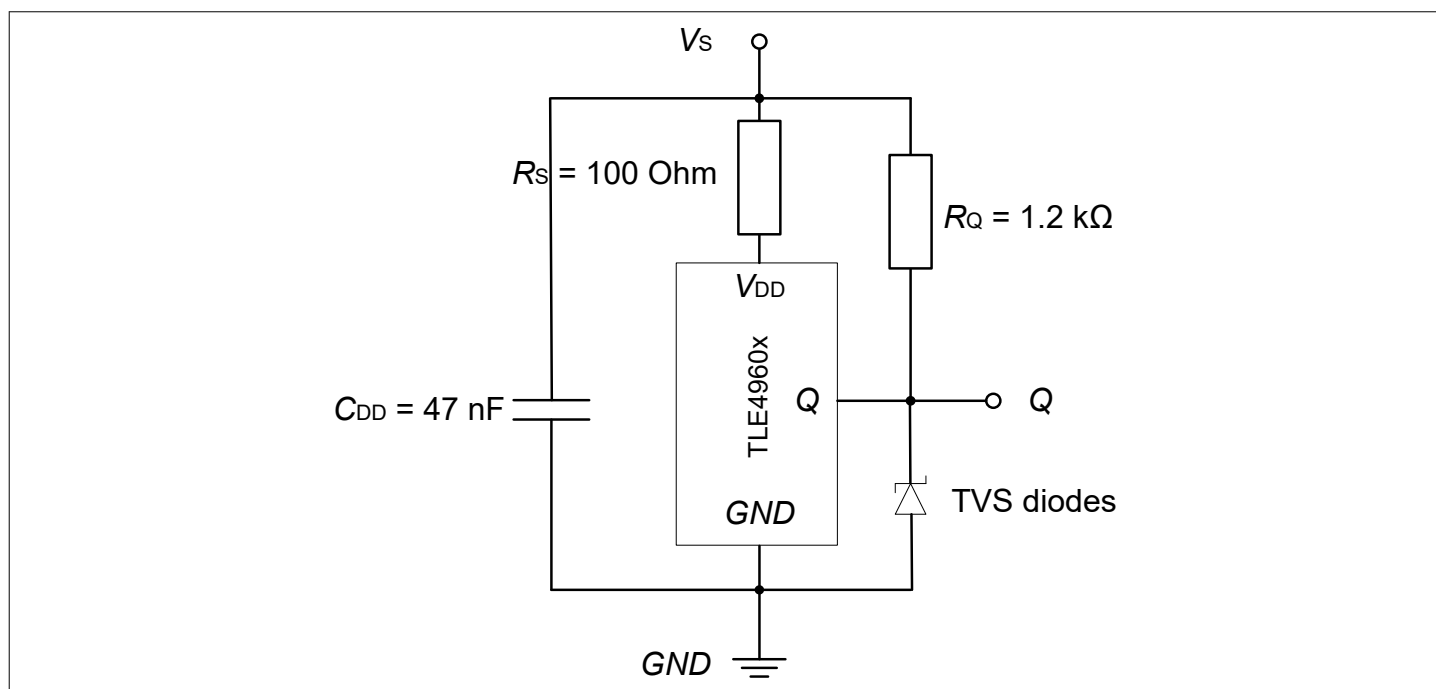 VS
RS = 100 Ohm
RQ = 1.2 kΩ
VDD
TLE4960x
Q
Q
CDD = 47 nF
GND
TVS diodes
GND